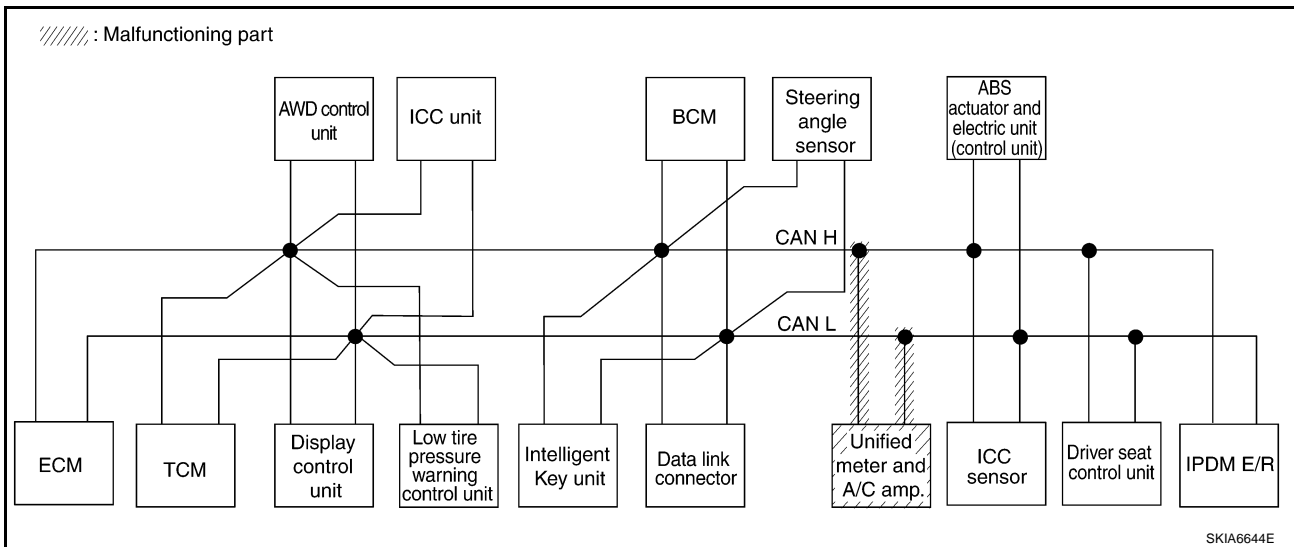 : Malfunctioning part
AWD control
unit
ICC unit
BCM
Steering
angle
sensor
ABS
actuator and
electric unit
(control unit)
CAN H
CAN L
ECM
TCM
Display
control
unit
Low tire
pressure
warning
control unit
Intelligent
Key unit
Data link
connector
Unified
meter and
A/C amp.
ICC
sensor
Driver seat
control unit
IPDM E/R
SKIA6644E